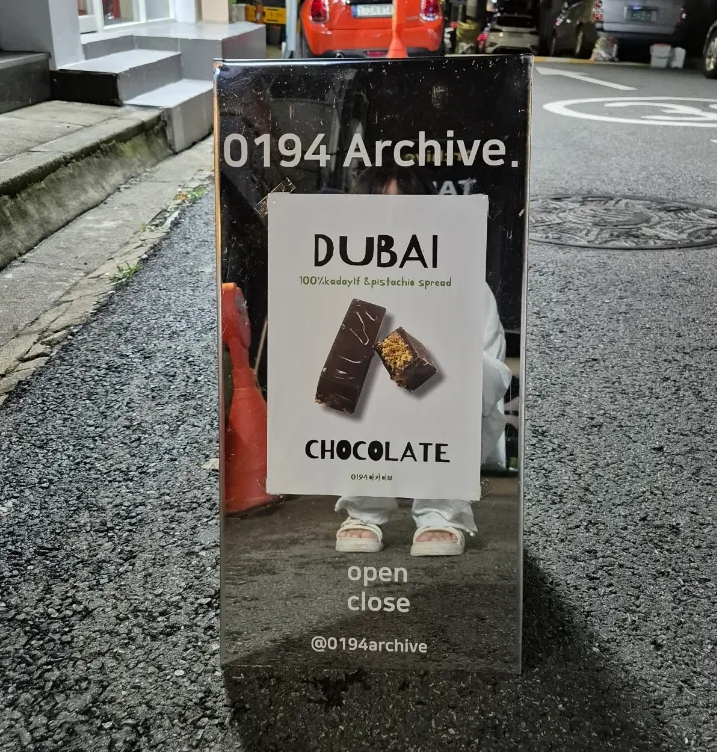 0194 Archive.
DUBAI
100%kadayif &pistachio spread
CHOCOLATE
0194아카이브
open
close
@0194archive